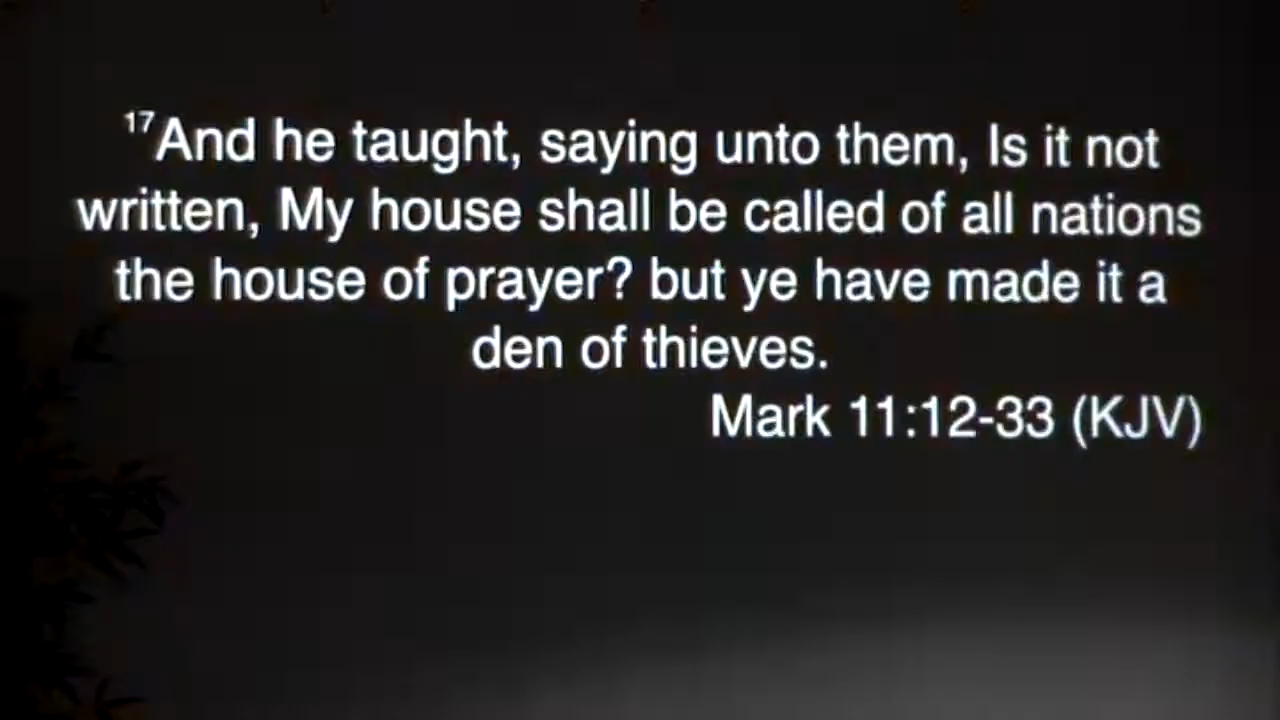 17And he taught, saying unto them, Is it not
written, My house shall be called of all nations
the house of prayer? but ye have made it a
den of thieves.
Mark 11:12-33 (KJV)